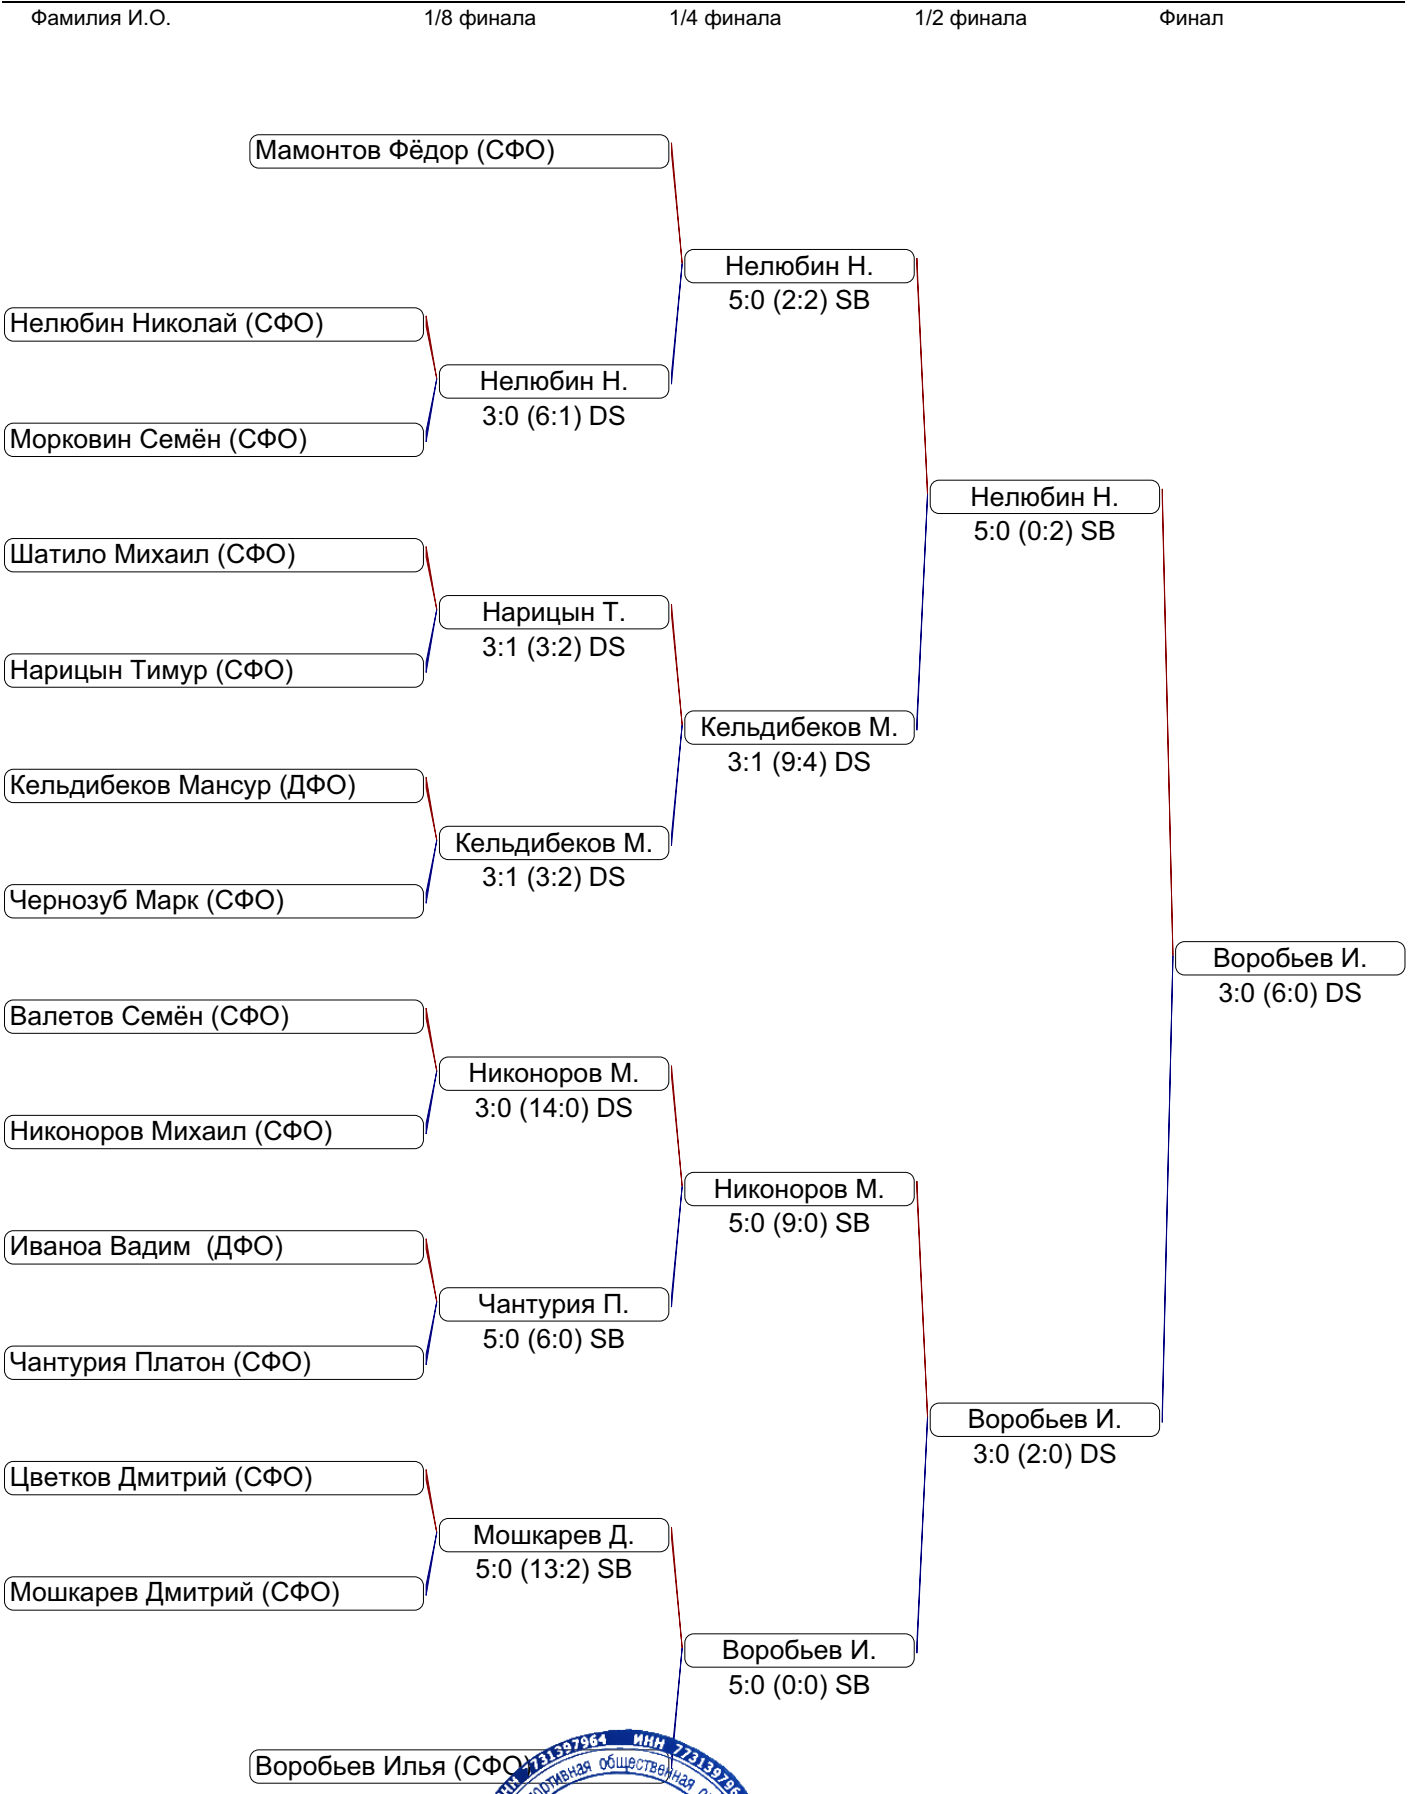 Фамилия И.О. 1/8 финала 1/4 финала 1/2 финала Финал
Мамонтов Фёдор (СФО)
Нелюбин Н.
5:0 (2:2) SB
Нелюбин Николай (СФО)
Нелюбин Н.
3:0 (6:1) DS
Морковин Семён (СФО)
Нелюбин Н.
5:0 (0:2) SB
Шатило Михаил (СФО)
Нарицын Т.
3:1 (3:2) DS
Нарицын Тимур (СФО)
Кельдибеков М.
3:1 (9:4) DS
Кельдибеков Мансур (ДФО)
Кельдибеков М.
3:1 (3:2) DS
Чернозуб Марк (СФО)
Воробьев И.
3:0 (6:0) DS
Валетов Семён (СФО)
Никоноров М.
3:0 (14:0) DS
Никоноров Михаил (СФО)
Никоноров М.
5:0 (9:0) SB
Иваноа Вадим (ДФО)
Чантурия П.
5:0 (6:0) SB
Чантурия Платон (СФО)
Воробьев И.
3:0 (2:0) DS
Цветков Дмитрий (СФО)
Мошкарев Д.
5:0 (13:2) SB
Мошкарев Дмитрий (СФО)
Воробьев И.
5:0 (0:0) SB
Воробьев Илья (СФО)
ИНН
общественная